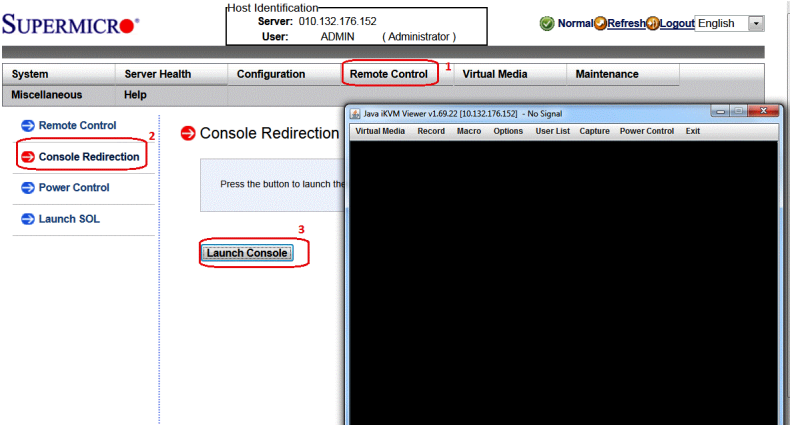 SUPERMICRO
Host Identification
Server: 010.132.176.152
User: ADMIN ( Administrator )
Normal Refresh Logout English
System Server Health Configuration Remote Control 1 Virtual Media Maintenance
Miscellaneous Help
Remote Control
2
Console Redirection
Power Control
Launch SOL
Console Redirection
Press the button to launch the
3
Launch Console
Java iKVM Viewer v1.69.22 [10.132.176.152] - No Signal
Virtual Media Record Macro Options User List Capture Power Control Exit